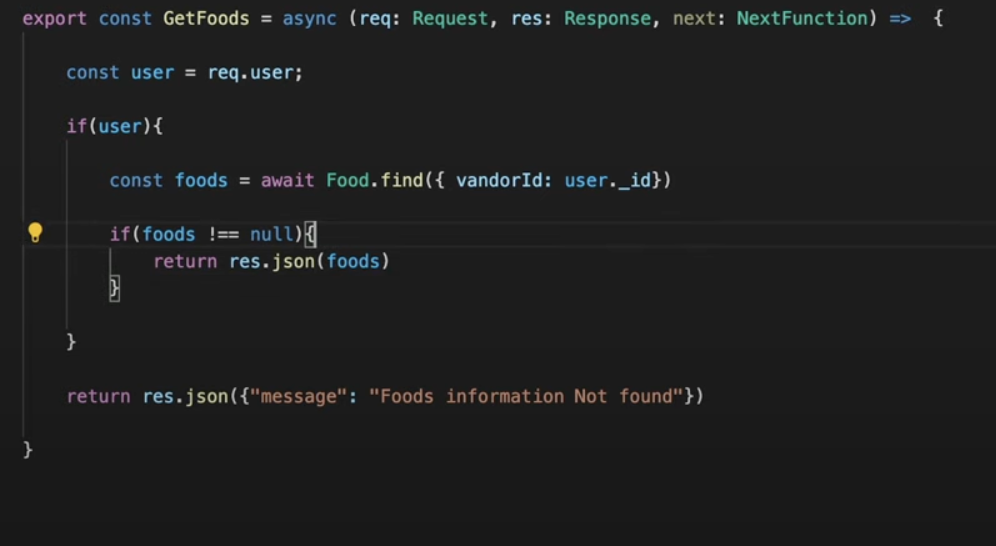 export const GetFoods = async (req: Request, res: Response, next: NextFunction) => {
const user = req.user;
if(user){
const foods = await Food.find({ vandorId: user._id})
if(foods !== null){
return res.json(foods)
}
}
return res.json({"message": "Foods information Not found"})
}